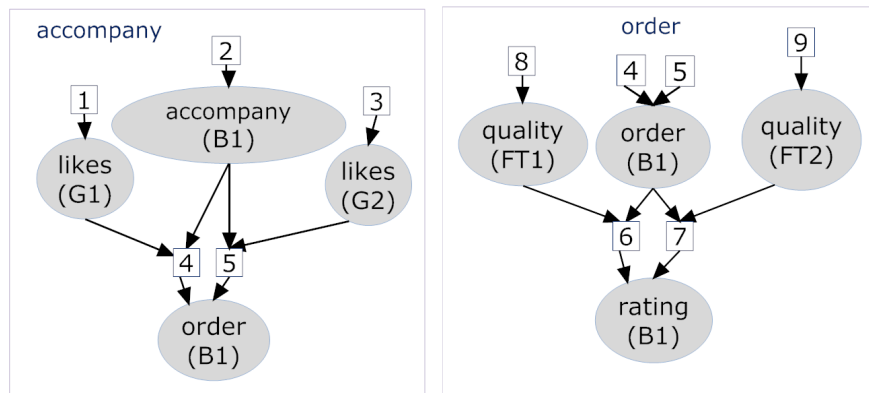 accompany
2
1
accompany
(B1)
3
likes
(G1)
likes
(G2)
4
5
order
(B1)
order
8
4
5
9
quality
(FT1)
order
(B1)
quality
(FT2)
6
7
rating
(B1)